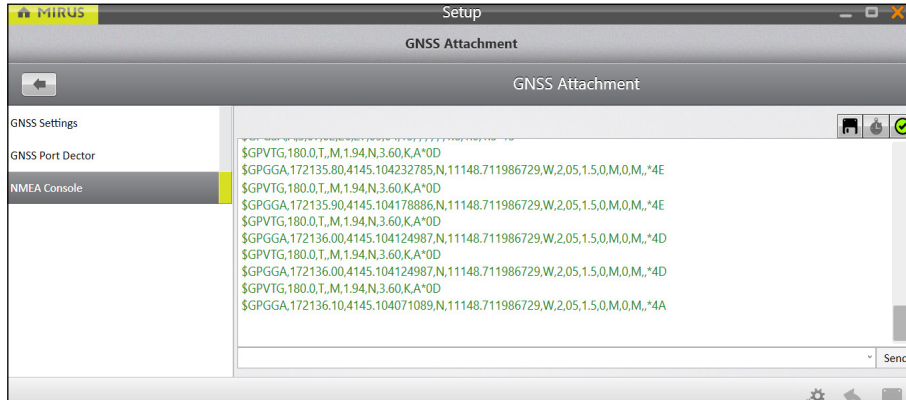 MIRUS
Setup
GNSS Attachment
GNSS Attachment
GNSS Settings
GNSS Port Dector
NMEA Console
$GPVTG,180.0,T,,M,1.94,N,3.60,K,A*0D
$GPGGA,172135.80,4145.104232785,N,11148.711986729,W,2,05,1.5,0,M,0,M,,*4E
$GPVTG,180.0,T,,M,1.94,N,3.60,K,A*0D
$GPGGA,172135.90,4145.104178886,N,11148.711986729,W,2,05,1.5,0,M,0,M,,*4E
$GPVTG,180.0,T,,M,1.94,N,3.60,K,A*0D
$GPGGA,172136.00,4145.104124987,N,11148.711986729,W,2,05,1.5,0,M,0,M,,*4D
$GPVTG,180.0,T,,M,1.94,N,3.60,K,A*0D
$GPGGA,172136.00,4145.104124987,N,11148.711986729,W,2,05,1.5,0,M,0,M,,*4D
$GPVTG,180.0,T,,M,1.94,N,3.60,K,A*0D
$GPGGA,172136.10,4145.104071089,N,11148.711986729,W,2,05,1.5,0,M,0,M,,*4A
Send